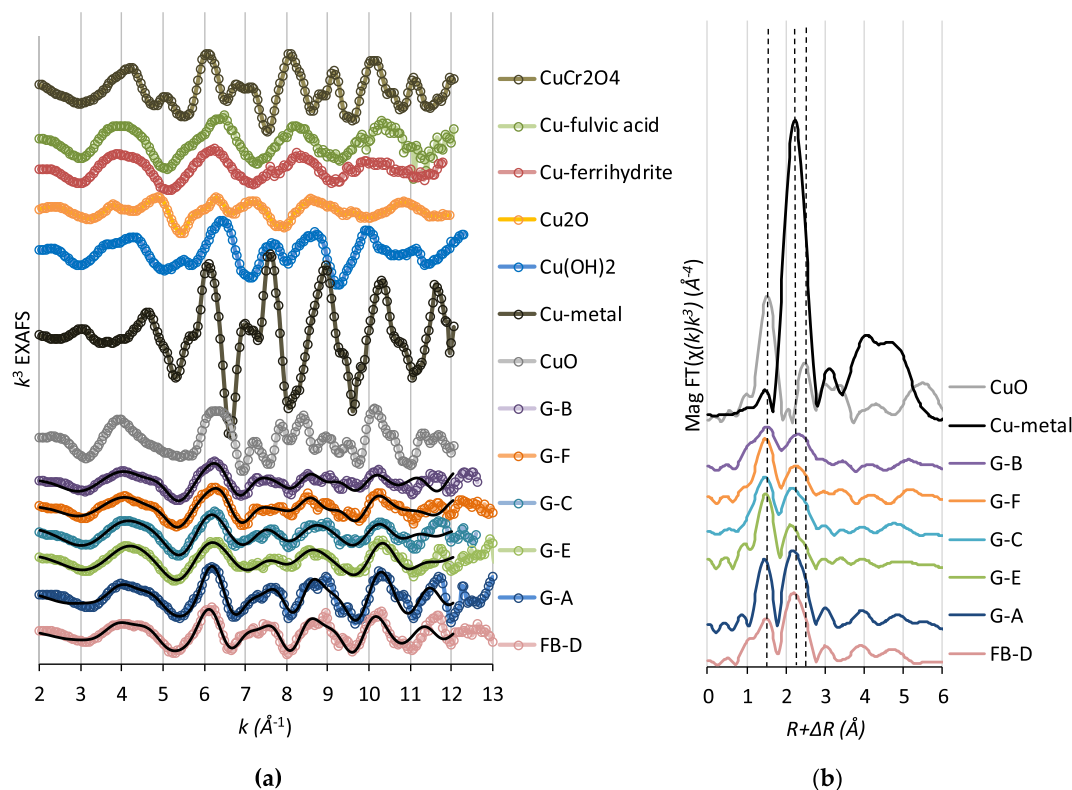 (a)
k³ EXAFS
CuCr2O4
Cu-fulvic acid
Cu-ferrihydrite
Cu2O
Cu(OH)2
Cu-metal
CuO
G-B
G-F
G-C
G-E
G-A
FB-D
2 3 4 5 6 7 8 9 10 11 12 13
k (Å⁻¹)
(a)
(b)
Mag FT(χ(k)k³) (Å⁻⁴)
CuO
Cu-metal
G-B
G-F
G-C
G-E
G-A
FB-D
0 1 2 3 4 5 6
R+ΔR (Å)
(b)